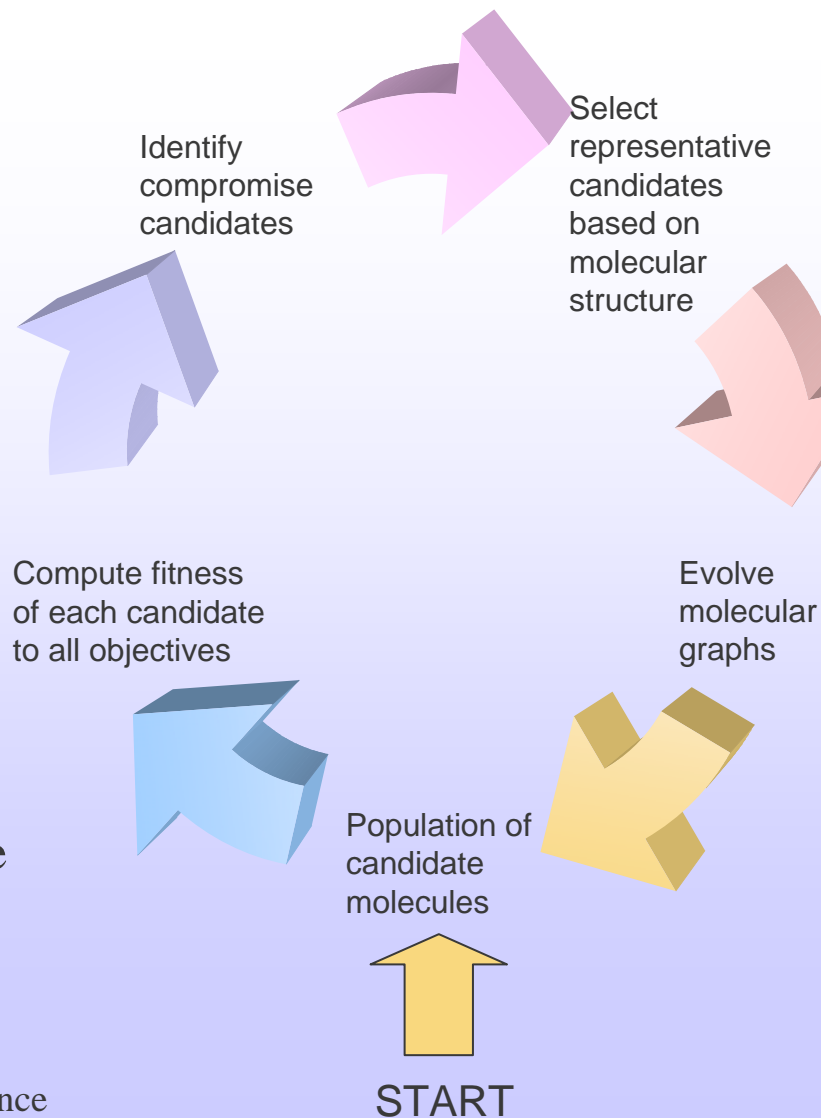 Identify
compromise
candidates
Select
representative
candidates
based on
molecular
structure
Compute fitness
of each candidate
to all objectives
Evolve
molecular
graphs
Population of
candidate
molecules
START